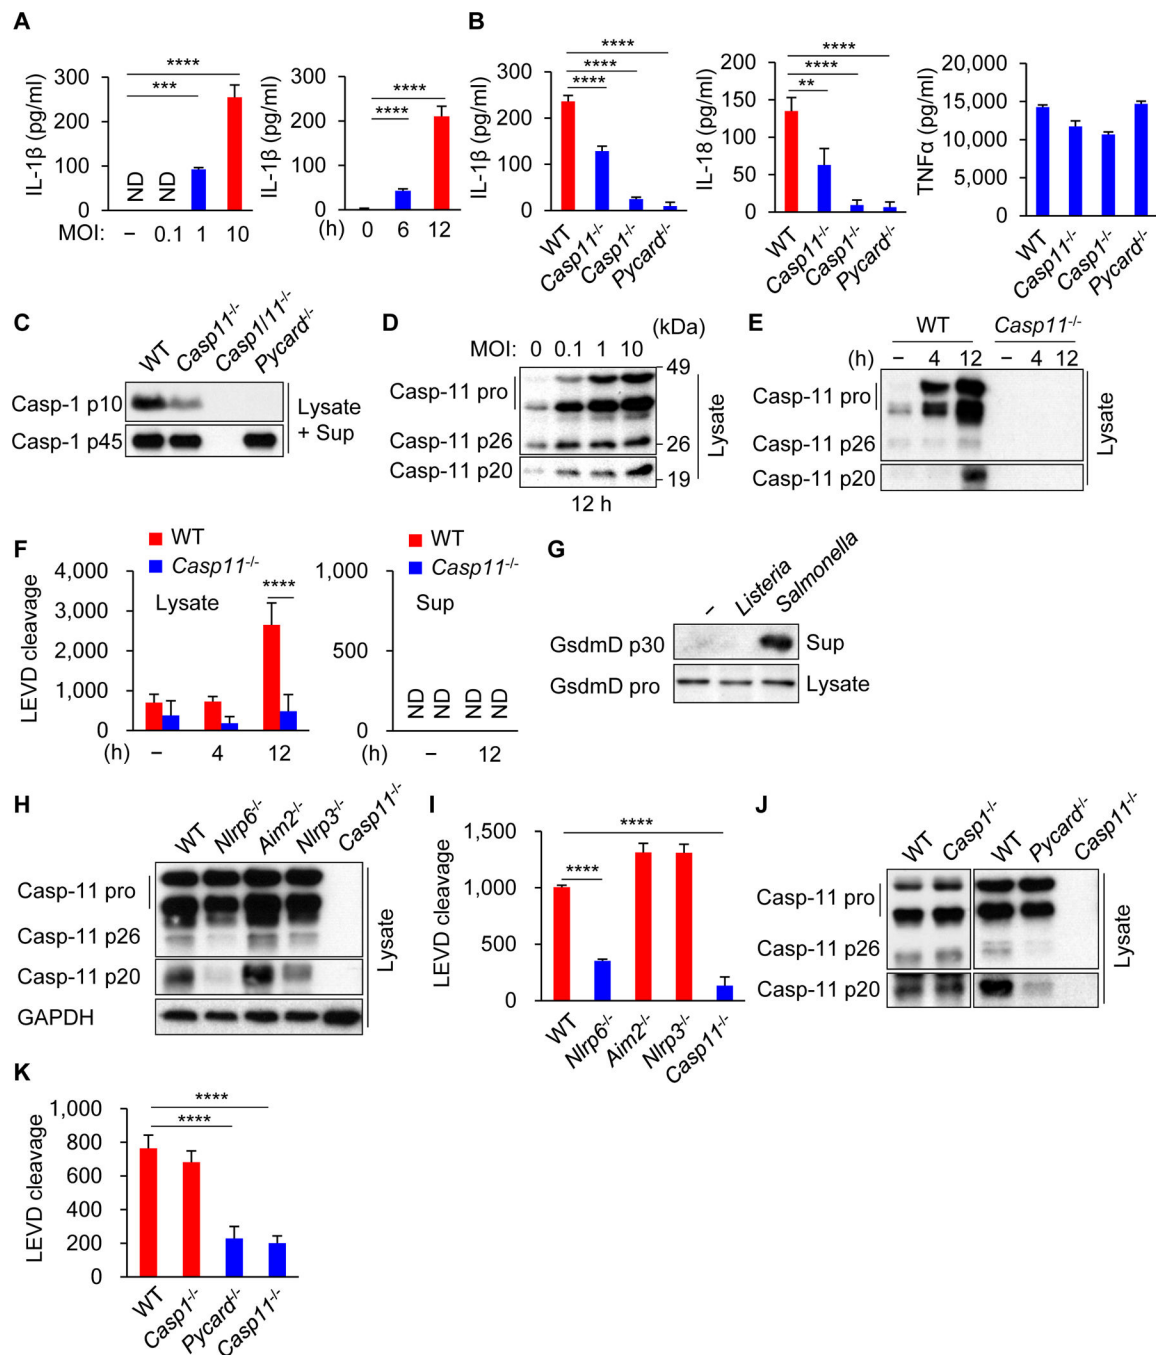 A
B
****
***
300
200
100
0
IL-1β (pg/ml)
ND
ND
MOI:
−
0.1
1
10
****
****
300
200
100
0
IL-1β (pg/ml)
(h)
0
6
12
****
****
****
300
200
100
0
IL-1β (pg/ml)
WT
Casp11-/-
Casp1-/-
Pycard-/-
****
****
**
200
150
100
50
0
IL-18 (pg/ml)
WT
Casp11-/-
Casp1-/-
Pycard-/-
20,000
15,000
10,000
5,000
0
TNFα (pg/ml)
WT
Casp11-/-
Casp1-/-
Pycard-/-
C
WT
Casp11-/-
Casp1/11-/-
Pycard-/-
Casp-1 p10
Casp-1 p45
Lysate
+ Sup
D
(kDa)
MOI: 0 0.1 1 10
49
Casp-11 pro
Casp-11 p26
26
Casp-11 p20
19
Lysate
12 h
E
WT
Casp11-/-
(h) − 4 12 − 4 12
Casp-11 pro
Casp-11 p26
Casp-11 p20
Lysate
F
WT
Casp11-/-
4,000
3,000
2,000
1,000
0
LEVD cleavage
Lysate
****
(h) − 4 12
WT
Casp11-/-
1,000
500
0
Sup
ND
ND
ND
ND
(h) − 12
G
−
Listeria
Salmonella
GsdmD p30
Sup
GsdmD pro
Lysate
H
WT
Nlrp6-/-
Aim2-/-
Nlrp3-/-
Casp11-/-
Casp-11 pro
Casp-11 p26
Casp-11 p20
GAPDH
Lysate
I
****
****
1,500
1,000
500
0
LEVD cleavage
WT
Nlrp6-/-
Aim2-/-
Nlrp3-/-
Casp11-/-
J
WT
Casp1-/-
WT
Pycard-/-
Casp11-/-
Casp-11 pro
Casp-11 p26
Casp-11 p20
Lysate
K
****
****
1,000
800
600
400
200
0
LEVD cleavage
WT
Casp1-/-
Pycard-/-
Casp11-/-